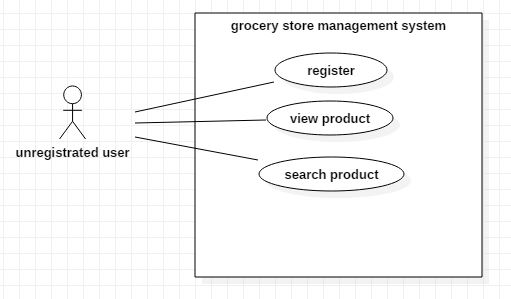 grocery store management system
register
view product
search product
unregistrated user